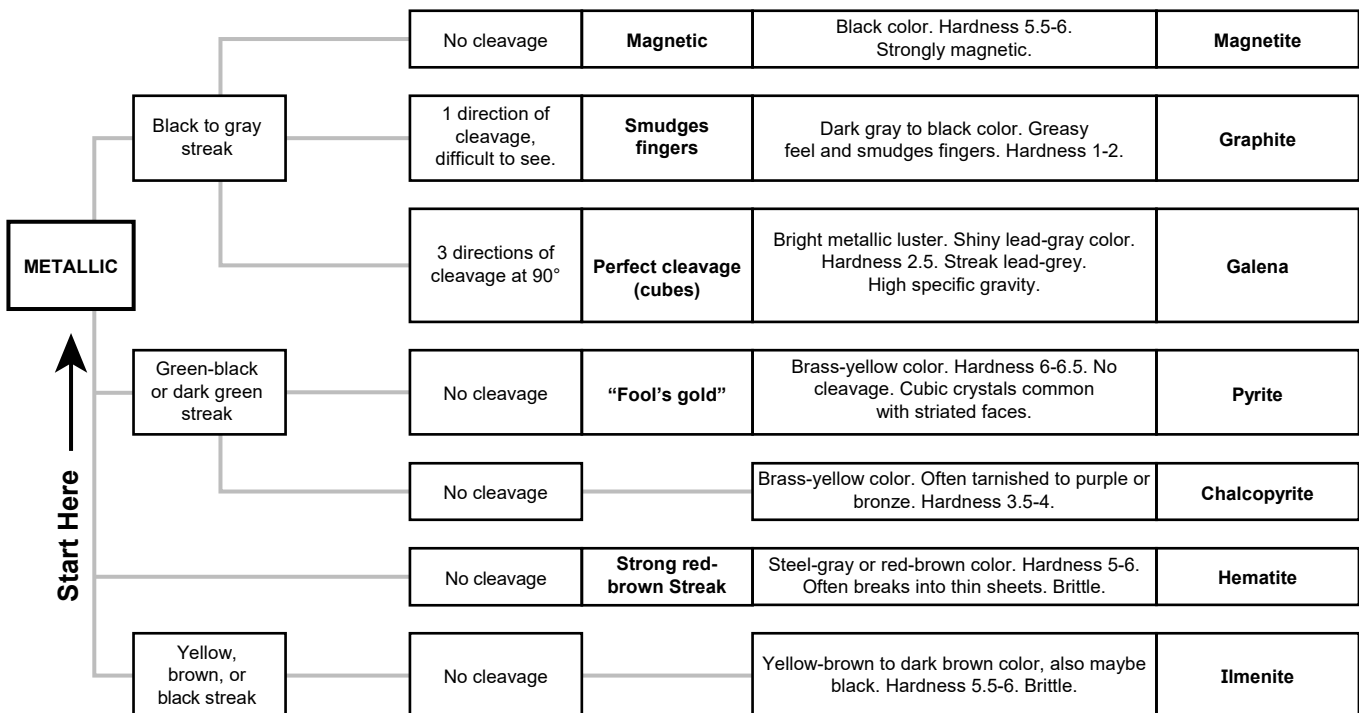 No cleavage
Magnetic
Black color. Hardness 5.5-6.
Strongly magnetic.
Magnetite
Black to gray
streak
1 direction of
cleavage,
difficult to see.
Smudges
fingers
Dark gray to black color. Greasy
feel and smudges fingers. Hardness 1-2.
Graphite
METALLIC
3 directions of
cleavage at 90°
Perfect cleavage
(cubes)
Bright metallic luster. Shiny lead-gray color.
Hardness 2.5. Streak lead-grey.
High specific gravity.
Galena
Start Here
Green-black
or dark green
streak
No cleavage
“Fool’s gold”
Brass-yellow color. Hardness 6-6.5. No
cleavage. Cubic crystals common
with striated faces.
Pyrite
No cleavage
Brass-yellow color. Often tarnished to purple or
bronze. Hardness 3.5-4.
Chalcopyrite
No cleavage
Strong red-
brown Streak
Steel-gray or red-brown color. Hardness 5-6.
Often breaks into thin sheets. Brittle.
Hematite
Yellow,
brown, or
black streak
No cleavage
Yellow-brown to dark brown color, also maybe
black. Hardness 5.5-6. Brittle.
Ilmenite